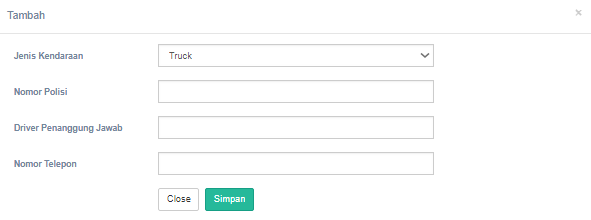 Tambah ×
Jenis Kendaraan Truck
Nomor Polisi
Driver Penanggung Jawab
Nomor Telepon
Close Simpan